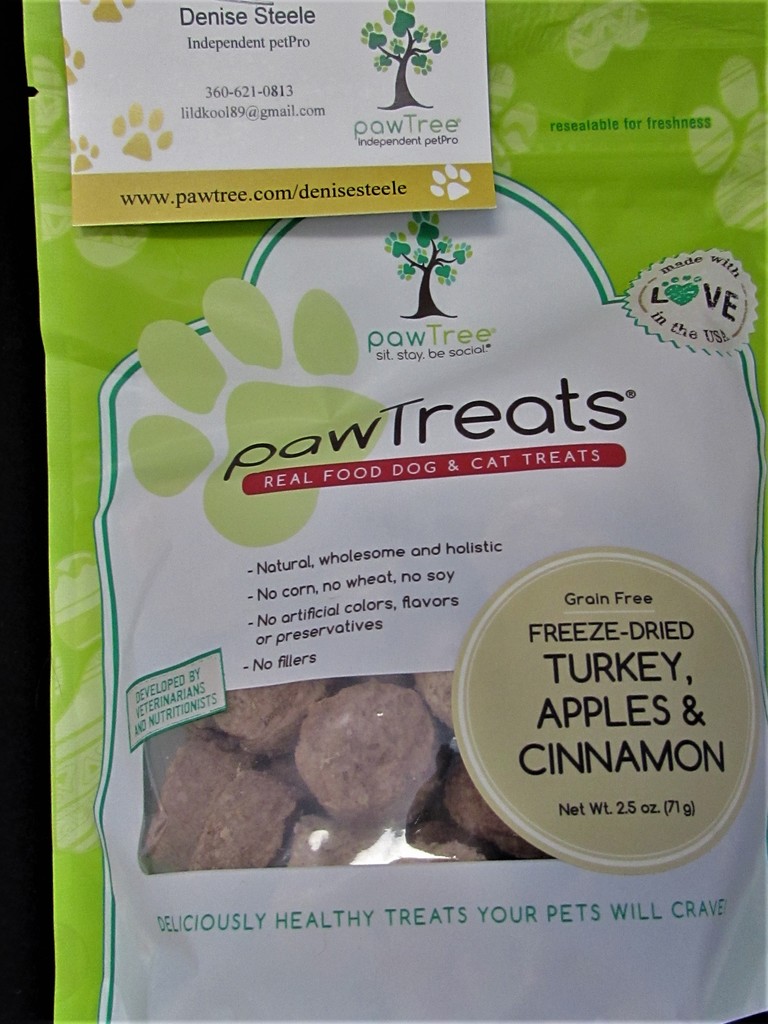 Denise Steele
Independent petPro
360-621-0813
lildkool89@gmail.com
pawTree®
Independent petPro
www.pawtree.com/denisesteele
resealable for freshness
made with
LOVE
in the USA
pawTree®
sit. stay. be social.®
pawTreats®
REAL FOOD DOG & CAT TREATS
- Natural, wholesome and holistic
- No corn, no wheat, no soy
- No artificial colors, flavors
or preservatives
- No fillers
DEVELOPED BY
VETERINARIANS
AND NUTRITIONISTS
Grain Free
FREEZE-DRIED
TURKEY,
APPLES &
CINNAMON
Net Wt. 2.5 oz. (71 g)
DELICIOUSLY HEALTHY TREATS YOUR PETS WILL CRAVE!